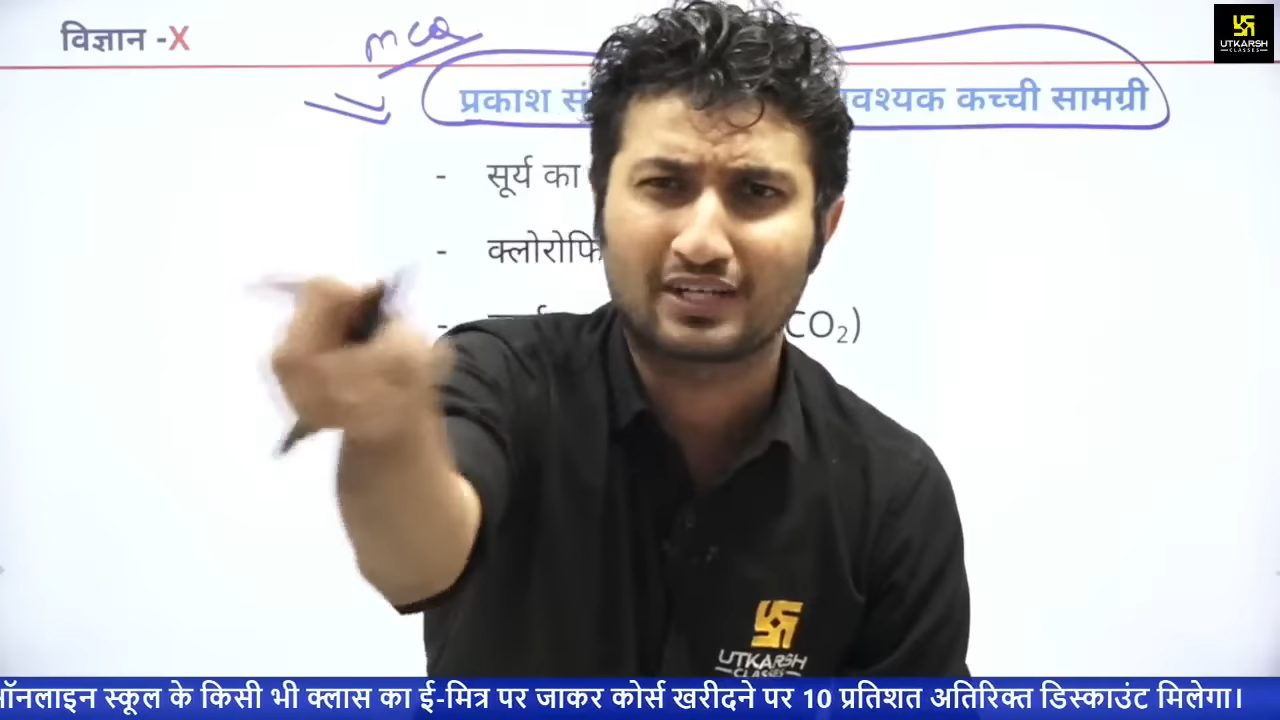 विज्ञान -X
mcq
UTKARSH
CLASSES
प्रकाश सं वश्यक कच्ची सामग्री
- सूर्य का
- क्लोरोफि
- CO₂)
UTKARSH
CLASSES
ऑनलाइन स्कूल के किसी भी क्लास का ई-मित्र पर जाकर कोर्स खरीदने पर 10 प्रतिशत अतिरिक्त डिस्काउंट मिलेगा।